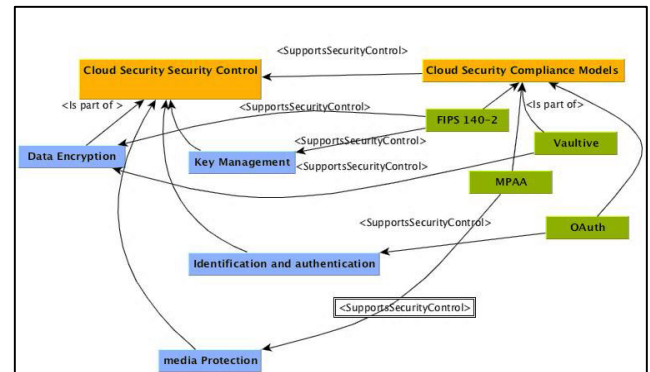 <SupportsSecurityControl>
Cloud Security Security Control
Cloud Security Compliance Models
<Is part of >
<SupportsSecurityControl>
<Is part of>
FIPS 140-2
<SupportsSecurityControl>
Vaultive
Data Encryption
Key Management
<SupportsSecurityControl>
MPAA
<SupportsSecurityControl>
OAuth
Identification and authentication
<SupportsSecurityControl>
media Protection